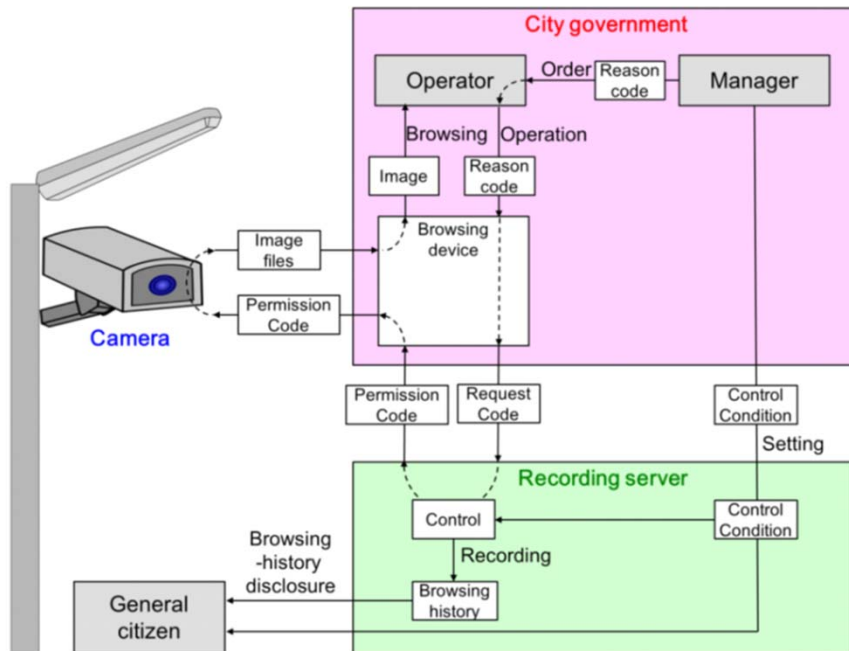 City government
Operator
Order
Reason
code
Manager
Browsing
Operation
Image
Reason
code
Browsing
device
Image
files
Permission
Code
Camera
Permission
Code
Request
Code
Control
Condition
Setting
Recording server
Control
Control
Condition
Recording
Browsing
-history
disclosure
Browsing
history
General
citizen